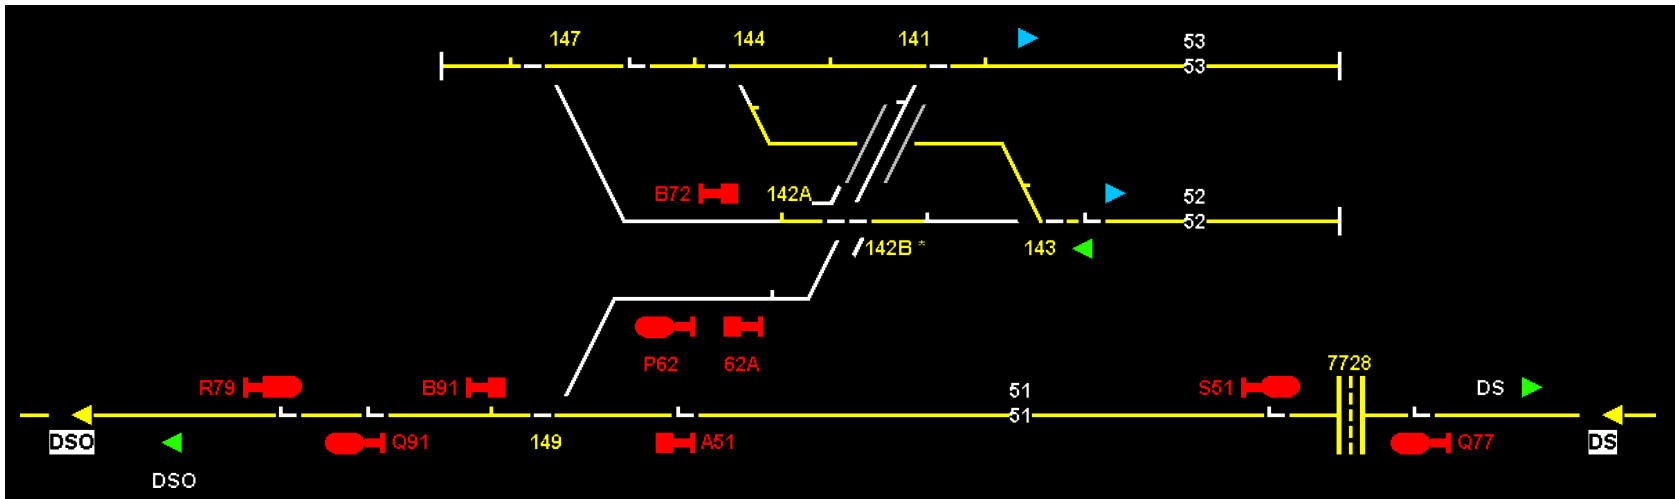 147 144 141 53
53
B72 142A 52
52
142B * 143
P62 62A
7728
R79 B91 51 S51 DS
51
DSO Q91 149 A51 Q77 DS
DSO